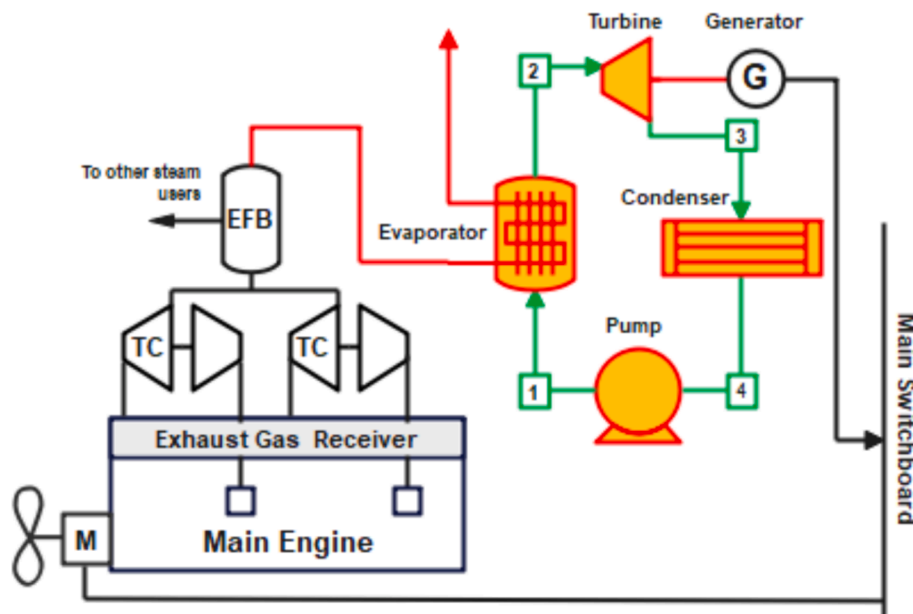 Turbine
Generator
2
G
3
To other steam
users
EFB
Condenser
Evaporator
Pump
TC
TC
1
4
Exhaust Gas Receiver
Main Engine
M
Main Switchboard